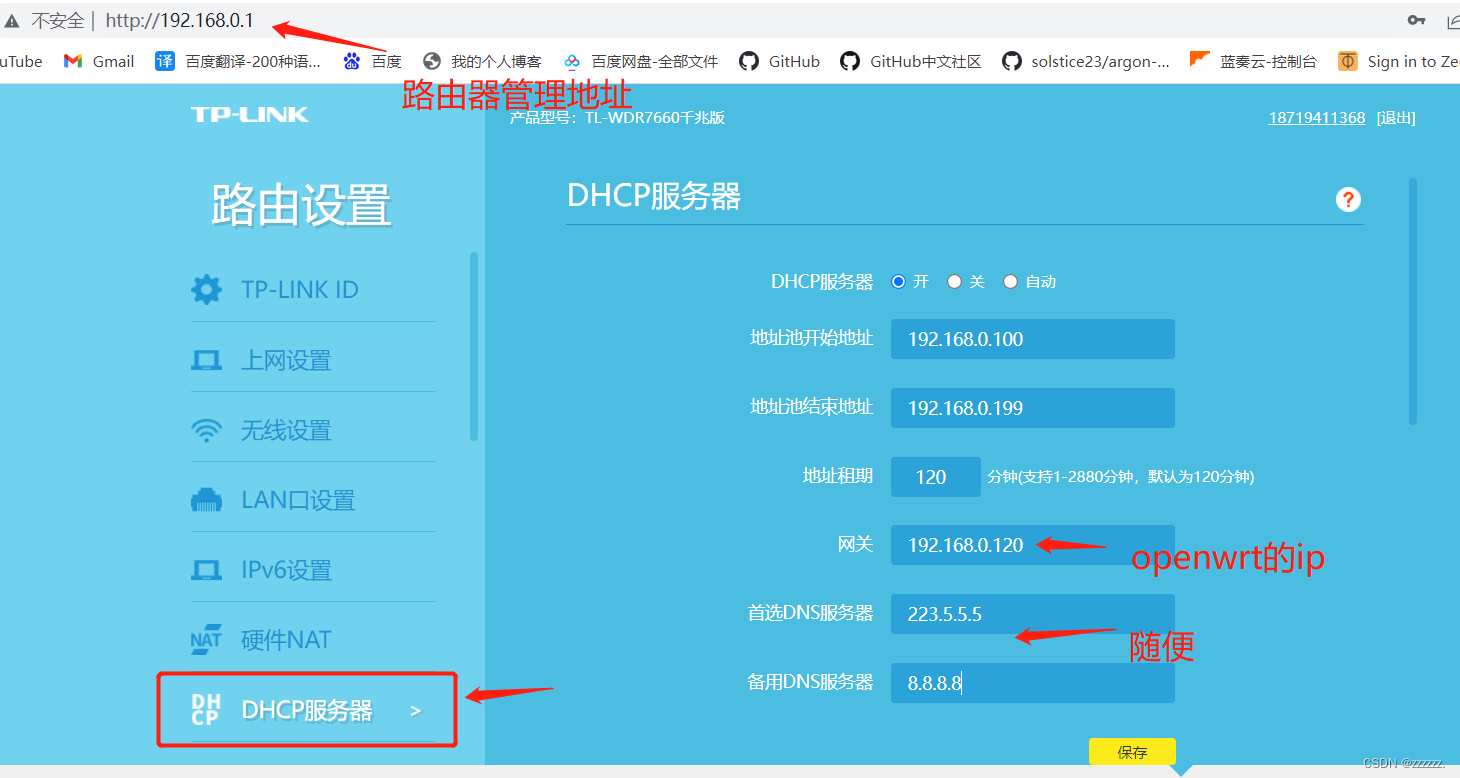 不安全 | http://192.168.0.1
uTube Gmail 译 百度翻译-200种语... 百度 我的个人博客 百度网盘-全部文件 GitHub GitHub中文社区 solstice23/argon-... 蓝奏云-控制台 Sign in to Ze
路由器管理地址
TP-LINK
产品型号：TL-WDR7660千兆版
18719411368 [退出]
路由设置
TP-LINK ID
上网设置
无线设置
LAN口设置
IPv6设置
NAT 硬件NAT
DHCP DHCP服务器 >
DHCP服务器 ?
DHCP服务器 开 关 自动
地址池开始地址 192.168.0.100
地址池结束地址 192.168.0.199
地址租期 120 分钟(支持1-2880分钟，默认为120分钟)
网关 192.168.0.120
openwrt的ip
首选DNS服务器 223.5.5.5
随便
备用DNS服务器 8.8.8.8
保存
CSDN @zzzzzz.